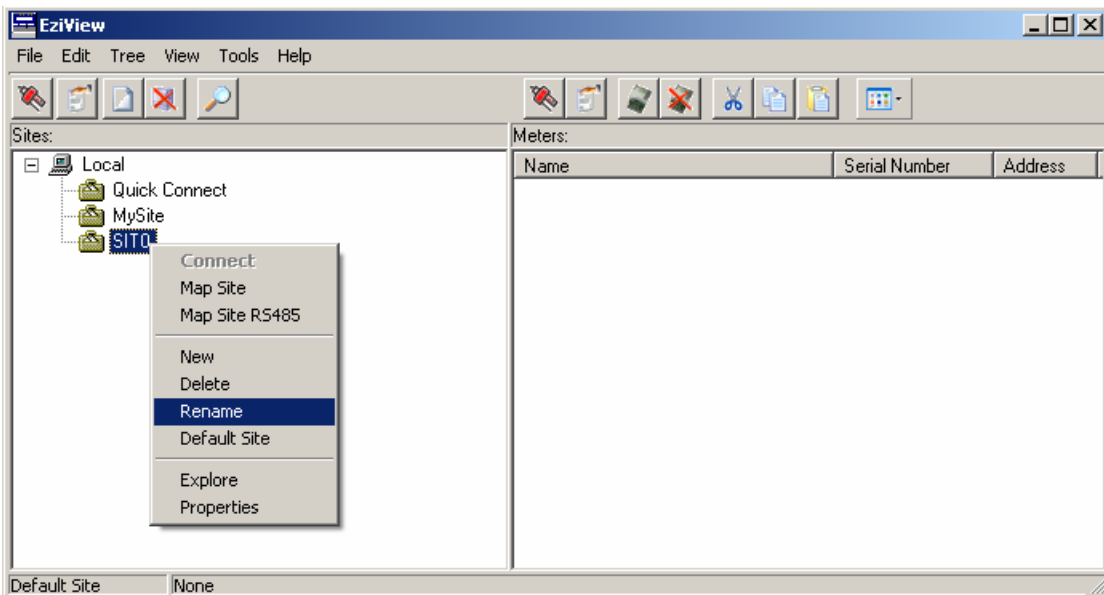 EziView
File Edit Tree View Tools Help
Sites:
Meters:
Local
Quick Connect
MySite
SITO
Name Serial Number Address
Connect
Map Site
Map Site RS485
New
Delete
Rename
Default Site
Explore
Properties
Default Site None